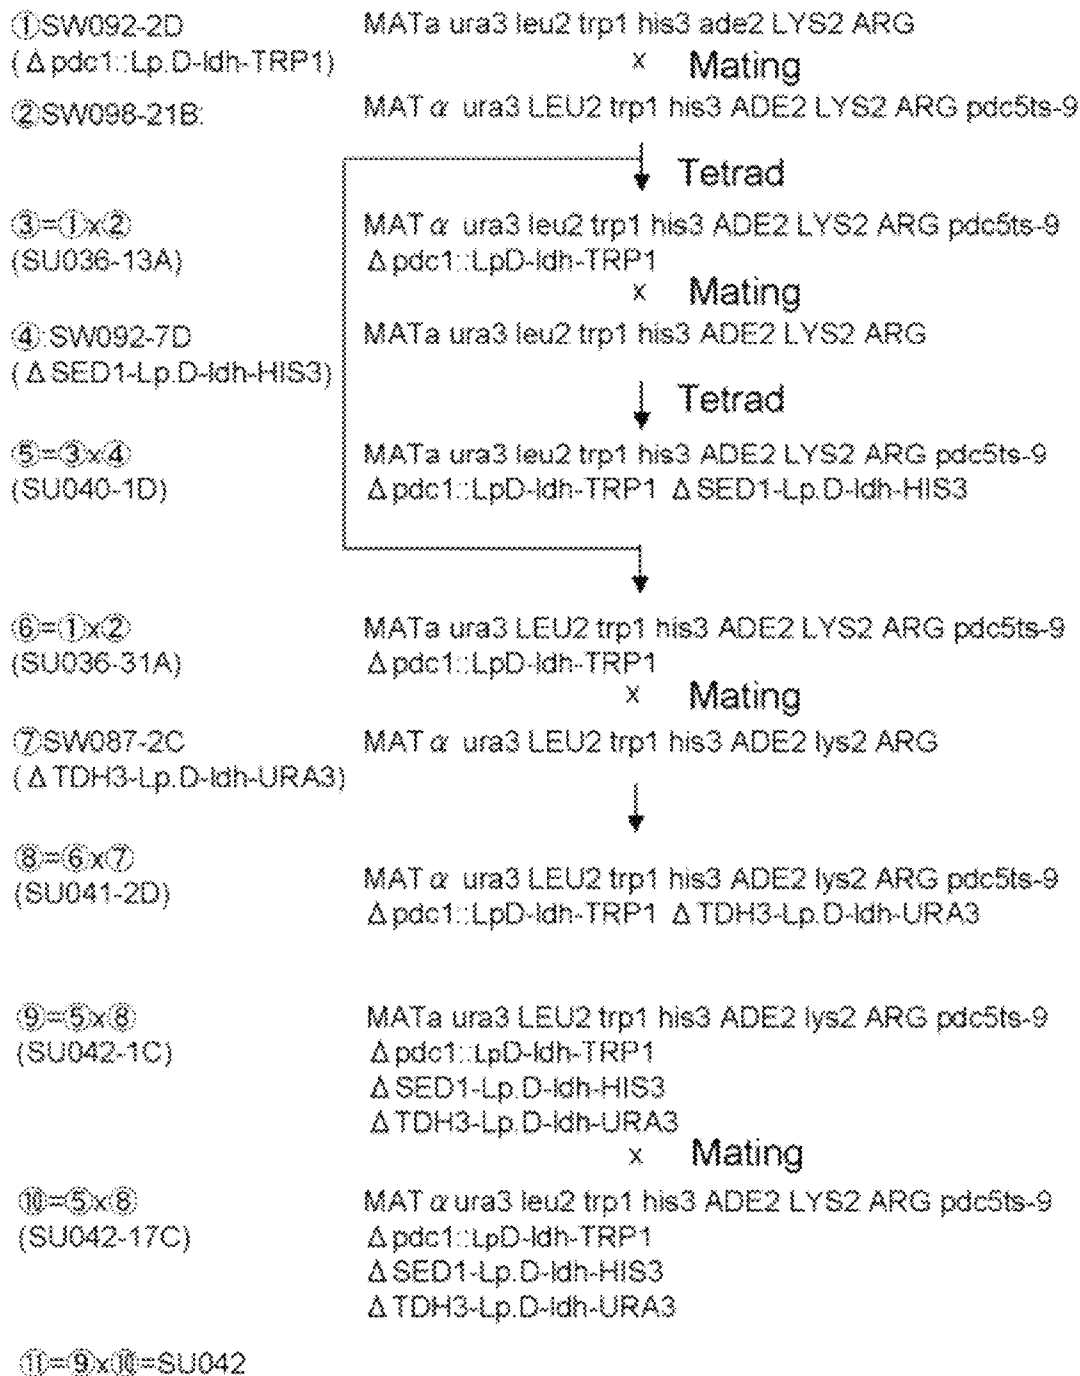 ①SW092-2D MATa ura3 leu2 trp1 his3 ade2 LYS2 ARG
(Δpdc1::Lp.D-ldh-TRP1) x Mating
②SW098-21B: MATα ura3 LEU2 trp1 his3 ADE2 LYS2 ARG pdc5ts-9
Tetrad
③=①x② MATα ura3 leu2 trp1 his3 ADE2 LYS2 ARG pdc5ts-9
(SU036-13A) Δpdc1::LpD-ldh-TRP1
x Mating
④:SW092-7D MATa ura3 leu2 trp1 his3 ADE2 LYS2 ARG
(ΔSED1-Lp.D-ldh-HIS3)
Tetrad
⑤=③x④ MATa ura3 leu2 trp1 his3 ADE2 LYS2 ARG pdc5ts-9
(SU040-1D) Δpdc1::LpD-ldh-TRP1 ΔSED1-Lp.D-ldh-HIS3
⑥=①x② MATa ura3 LEU2 trp1 his3 ADE2 LYS2 ARG pdc5ts-9
(SU036-31A) Δpdc1::LpD-ldh-TRP1
x Mating
⑦SW087-2C MATα ura3 LEU2 trp1 his3 ADE2 lys2 ARG
(ΔTDH3-Lp.D-ldh-URA3)
⑧=⑥x⑦
(SU041-2D) MATα ura3 LEU2 trp1 his3 ADE2 lys2 ARG pdc5ts-9
Δpdc1::LpD-ldh-TRP1 ΔTDH3-Lp.D-ldh-URA3
⑨=⑤x⑧ MATa ura3 LEU2 trp1 his3 ADE2 lys2 ARG pdc5ts-9
(SU042-1C) Δpdc1::LpD-ldh-TRP1
ΔSED1-Lp.D-ldh-HIS3
ΔTDH3-Lp.D-ldh-URA3
x Mating
⑩=⑤x⑧ MATα ura3 leu2 trp1 his3 ADE2 LYS2 ARG pdc5ts-9
(SU042-17C) Δpdc1::LpD-ldh-TRP1
ΔSED1-Lp.D-ldh-HIS3
ΔTDH3-Lp.D-ldh-URA3
⑪=⑨x⑩=SU042